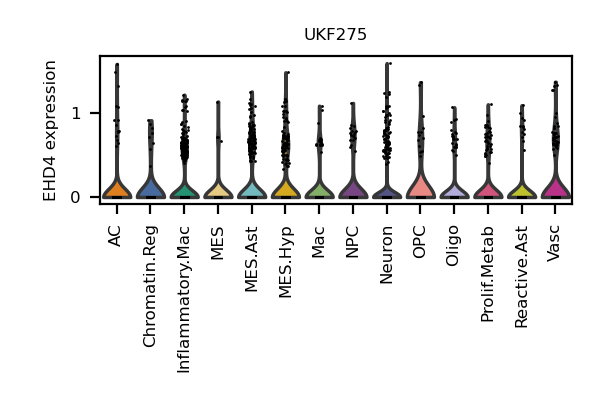 UKF275
EHD4 expression
1
0
AC
Chromatin.Reg
Inflammatory.Mac
MES
MES.Ast
MES.Hyp
Mac
NPC
Neuron
OPC
Oligo
Prolif.Metab
Reactive.Ast
Vasc